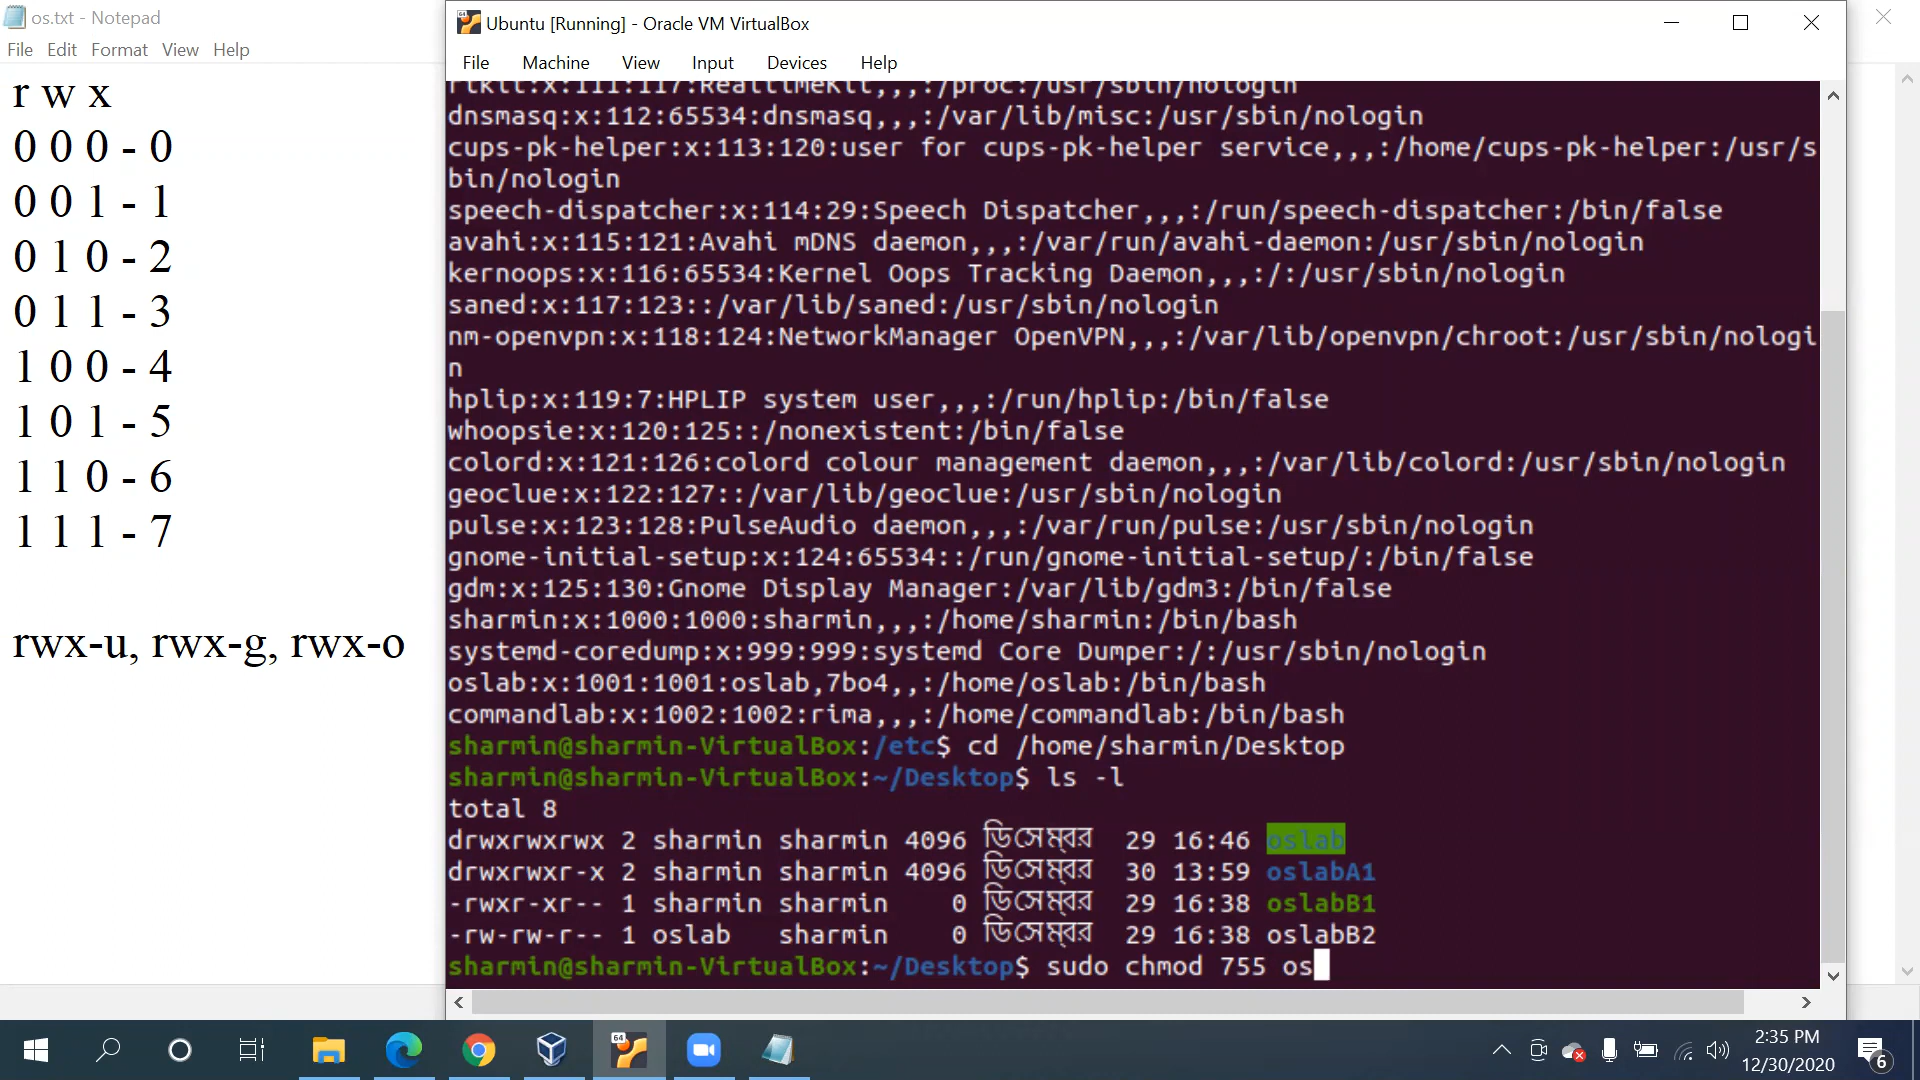 os.txt - Notepad
File Edit Format View Help
r w x
0 0 0 - 0
0 0 1 - 1
0 1 0 - 2
0 1 1 - 3
1 0 0 - 4
1 0 1 - 5
1 1 0 - 6
1 1 1 - 7
rwx-u, rwx-g, rwx-o
Ubuntu [Running] - Oracle VM VirtualBox
File Machine View Input Devices Help
rtkit:x:111:117:RealtimeKit,,,:/proc:/usr/sbin/nologin
dnsmasq:x:112:65534:dnsmasq,,,:/var/lib/misc:/usr/sbin/nologin
cups-pk-helper:x:113:120:user for cups-pk-helper service,,,:/home/cups-pk-helper:/usr/s
bin/nologin
speech-dispatcher:x:114:29:Speech Dispatcher,,,:/run/speech-dispatcher:/bin/false
avahi:x:115:121:Avahi mDNS daemon,,,:/var/run/avahi-daemon:/usr/sbin/nologin
kernoops:x:116:65534:Kernel Oops Tracking Daemon,,,:/:/usr/sbin/nologin
saned:x:117:123::/var/lib/saned:/usr/sbin/nologin
nm-openvpn:x:118:124:NetworkManager OpenVPN,,,:/var/lib/openvpn/chroot:/usr/sbin/nologi
n
hplip:x:119:7:HPLIP system user,,,:/run/hplip:/bin/false
whoopsie:x:120:125::/nonexistent:/bin/false
colord:x:121:126:colord colour management daemon,,,:/var/lib/colord:/usr/sbin/nologin
geoclue:x:122:127::/var/lib/geoclue:/usr/sbin/nologin
pulse:x:123:128:PulseAudio daemon,,,:/var/run/pulse:/usr/sbin/nologin
gnome-initial-setup:x:124:65534::/run/gnome-initial-setup/:/bin/false
gdm:x:125:130:Gnome Display Manager:/var/lib/gdm3:/bin/false
sharmin:x:1000:1000:sharmin,,,:/home/sharmin:/bin/bash
systemd-coredump:x:999:999:systemd Core Dumper:/:/usr/sbin/nologin
oslab:x:1001:1001:oslab,7bo4,,:/home/oslab:/bin/bash
commandlab:x:1002:1002:rima,,,:/home/commandlab:/bin/bash
sharmin@sharmin-VirtualBox:/etc$ cd /home/sharmin/Desktop
sharmin@sharmin-VirtualBox:~/Desktop$ ls -l
total 8
drwxrwxrwx 2 sharmin sharmin 4096 ডিসেম্বর 29 16:46 oslab
drwxrwxr-x 2 sharmin sharmin 4096 ডিসেম্বর 30 13:59 oslabA1
-rwxr-xr-- 1 sharmin sharmin 0 ডিসেম্বর 29 16:38 oslabB1
-rw-rw-r-- 1 oslab sharmin 0 ডিসেম্বর 29 16:38 oslabB2
sharmin@sharmin-VirtualBox:~/Desktop$ sudo chmod 755 os
64
2:35 PM
12/30/2020
6